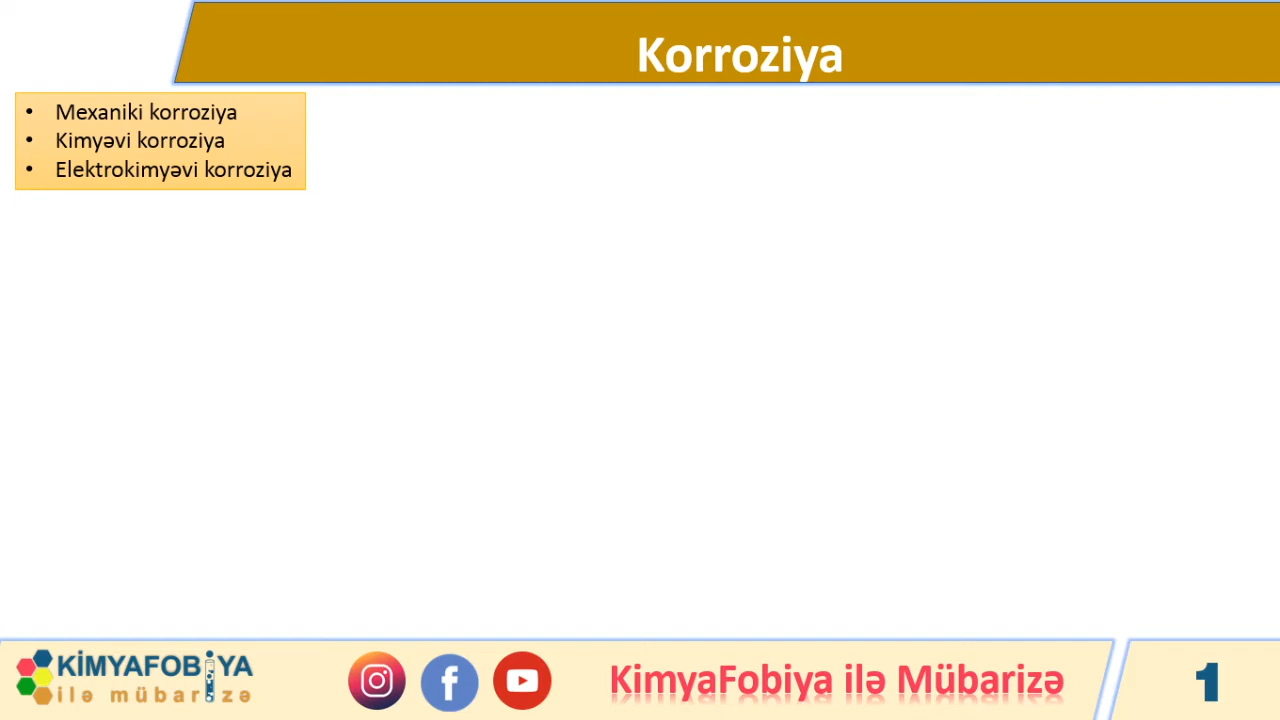 Korroziya
• Mexaniki korroziya
• Kimyəvi korroziya
• Elektrokimyəvi korroziya
KİMYAFOBİYA
ilə mübarizə
KimyaFobiya ilə Mübarizə
1